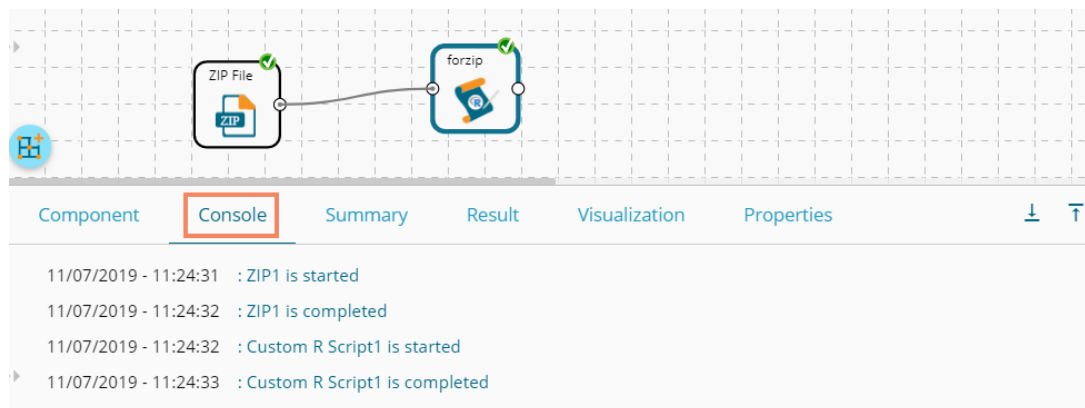 ZIP File
forzip
ZIP
R
Component Console Summary Result Visualization Properties
11/07/2019 - 11:24:31 : ZIP1 is started
11/07/2019 - 11:24:32 : ZIP1 is completed
11/07/2019 - 11:24:32 : Custom R Script1 is started
11/07/2019 - 11:24:33 : Custom R Script1 is completed